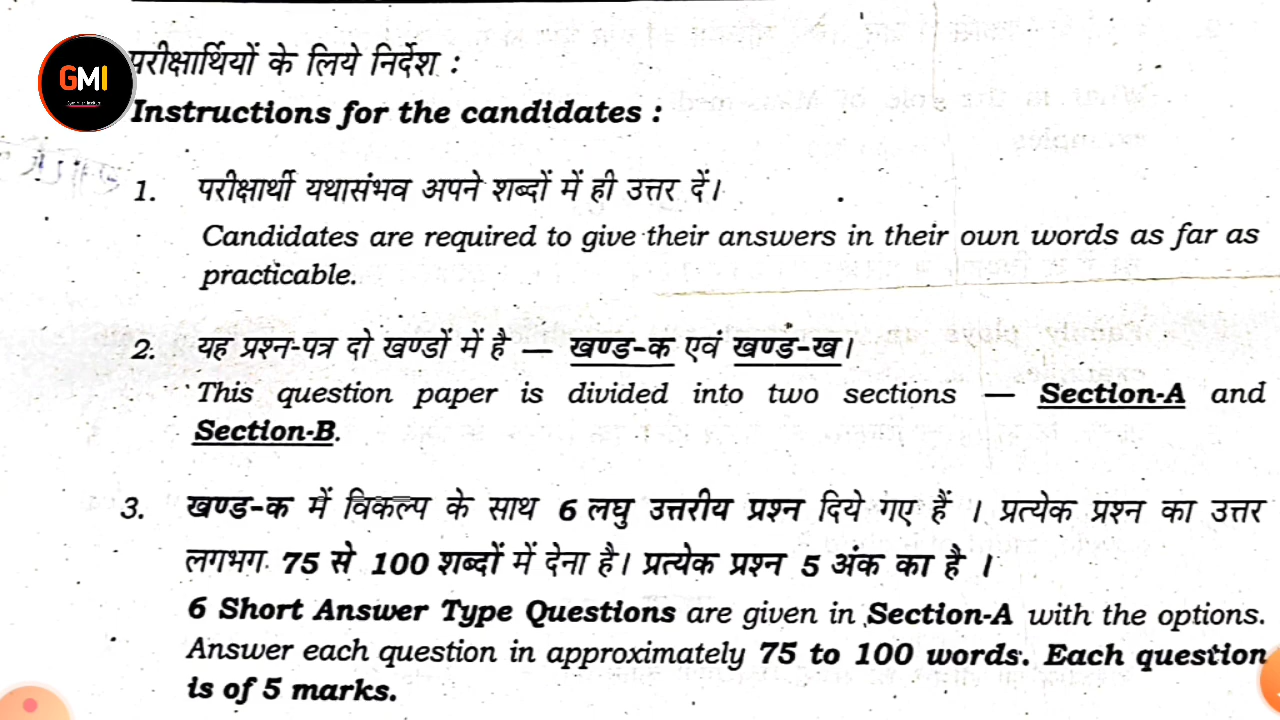 GMI
परीक्षार्थियों के लिये निर्देश :
Instructions for the candidates :
1. परीक्षार्थी यथासंभव अपने शब्दों में ही उत्तर दें।
Candidates are required to give their answers in their own words as far as
practicable.
2. यह प्रश्न-पत्र दो खण्डों में है — खण्ड-क एवं खण्ड-ख।
This question paper is divided into two sections — Section-A and
Section-B.
3. खण्ड-क में विकल्प के साथ 6 लघु उत्तरीय प्रश्न दिये गए हैं । प्रत्येक प्रश्न का उत्तर
लगभग 75 से 100 शब्दों में देना है। प्रत्येक प्रश्न 5 अंक का है ।
6 Short Answer Type Questions are given in Section-A with the options.
Answer each question in approximately 75 to 100 words. Each question
is of 5 marks.